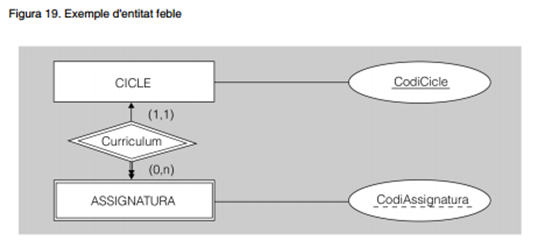 Figura 19. Exemple d'entitat feble
CICLE
CodiCicle
(1,1)
Curriculum
(0,n)
ASSIGNATURA
CodiAssignatura